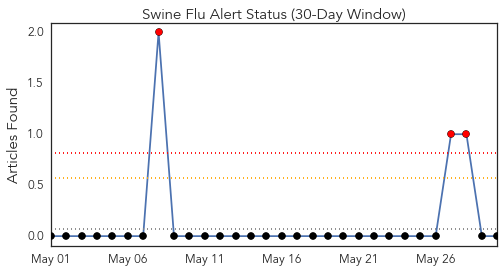 Swine Flu Alert Status (30-Day Window)
Articles Found
2.0
1.5
1.0
0.5
0.0
May 01 May 06 May 11 May 16 May 21 May 26